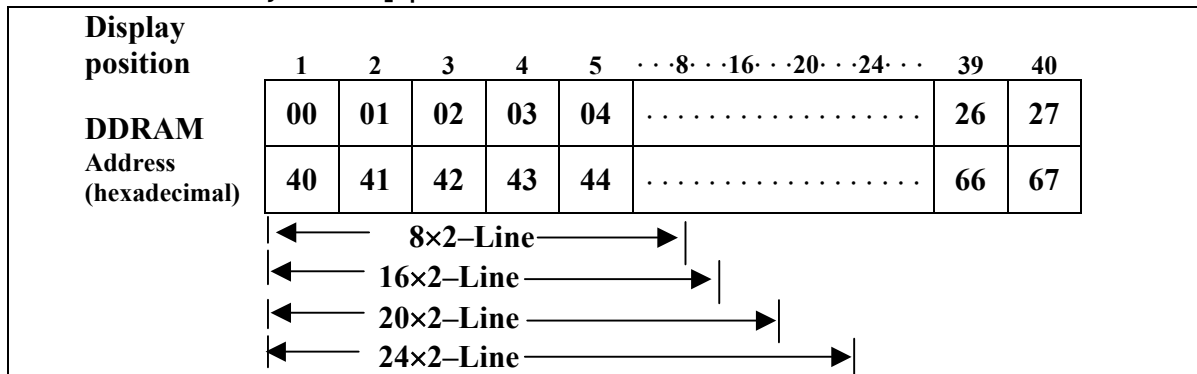 Display
position 1 2 3 4 5 · · ·8· · ·16· · ·20· · ·24· · · 39 40
DDRAM 00 01 02 03 04 · · · · · · · · · · · · · · · · · · 26 27
Address
(hexadecimal) 40 41 42 43 44 · · · · · · · · · · · · · · · · · · 66 67
8×2–Line
16×2–Line
20×2–Line
24×2–Line